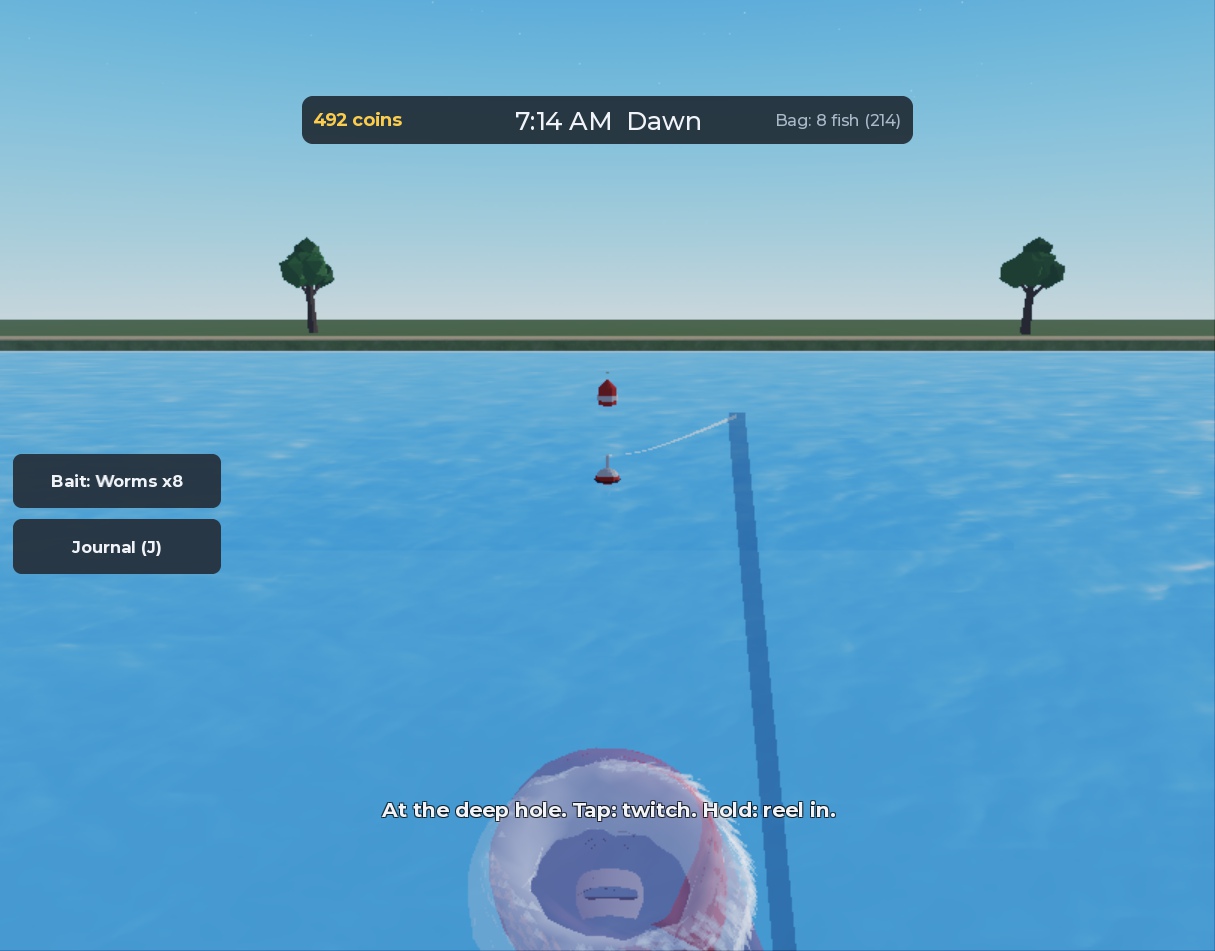 492 coins
7:14 AM  Dawn
Bag: 8 fish (214)
Bait: Worms x8
Journal (J)
At the deep hole. Tap: twitch. Hold: reel in.